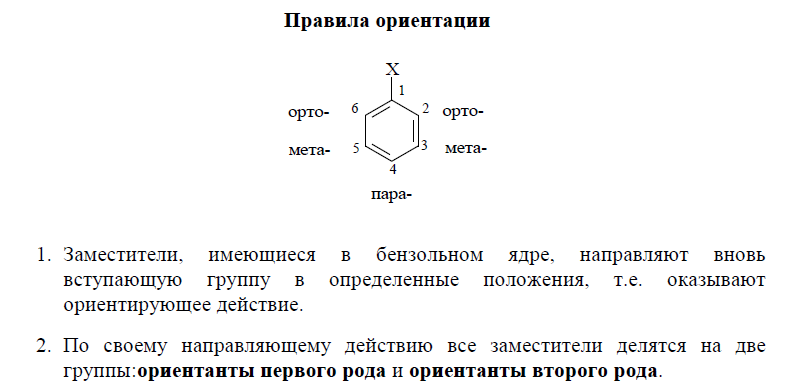 Правила ориентации
X
1
орто- 6 2 орто-
мета- 5 3 мета-
4
пара-
1. Заместители, имеющиеся в бензольном ядре, направляют вновь
вступающую группу в определенные положения, т.е. оказывают
ориентирующее действие.
2. По своему направляющему действию все заместители делятся на две
группы:ориентанты первого рода и ориентанты второго рода.